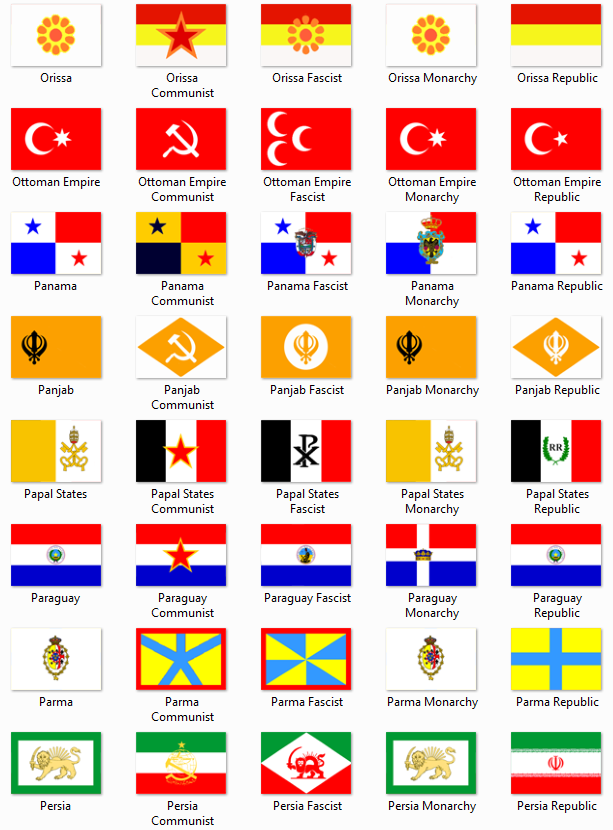 Orissa
Orissa
Communist
Orissa Fascist
Orissa Monarchy
Orissa Republic
Ottoman Empire
Ottoman Empire
Communist
Ottoman Empire
Fascist
Ottoman Empire
Monarchy
Ottoman Empire
Republic
Panama
Panama
Communist
Panama Fascist
Panama
Monarchy
Panama Republic
Panjab
Panjab
Communist
Panjab Fascist
Panjab Monarchy
Panjab Republic
RR
Papal States
Papal States
Communist
Papal States
Fascist
Papal States
Monarchy
Papal States
Republic
Paraguay
Paraguay
Communist
Paraguay Fascist
Paraguay
Monarchy
Paraguay
Republic
Parma
Parma
Communist
Parma Fascist
Parma Monarchy
Parma Republic
Persia
Persia
Communist
Persia Fascist
Persia Monarchy
Persia Republic